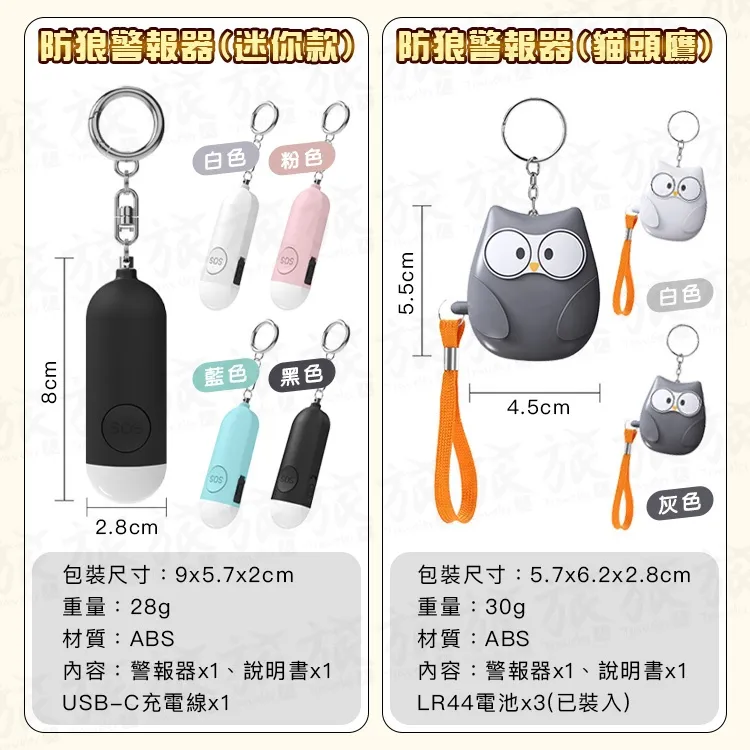 防狼警報器(迷你款)
白色
粉色
SOS
SOS
8cm
藍色
黑色
SOS
SOS
2.8cm
包裝尺寸：9x5.7x2cm
重量：28g
材質：ABS
內容：警報器x1、說明書x1
USB-C充電線x1
防狼警報器(貓頭鷹)
5.5cm
白色
4.5cm
灰色
包裝尺寸：5.7x6.2x2.8cm
重量：30g
材質：ABS
內容：警報器x1、說明書x1
LR44電池x3(已裝入)